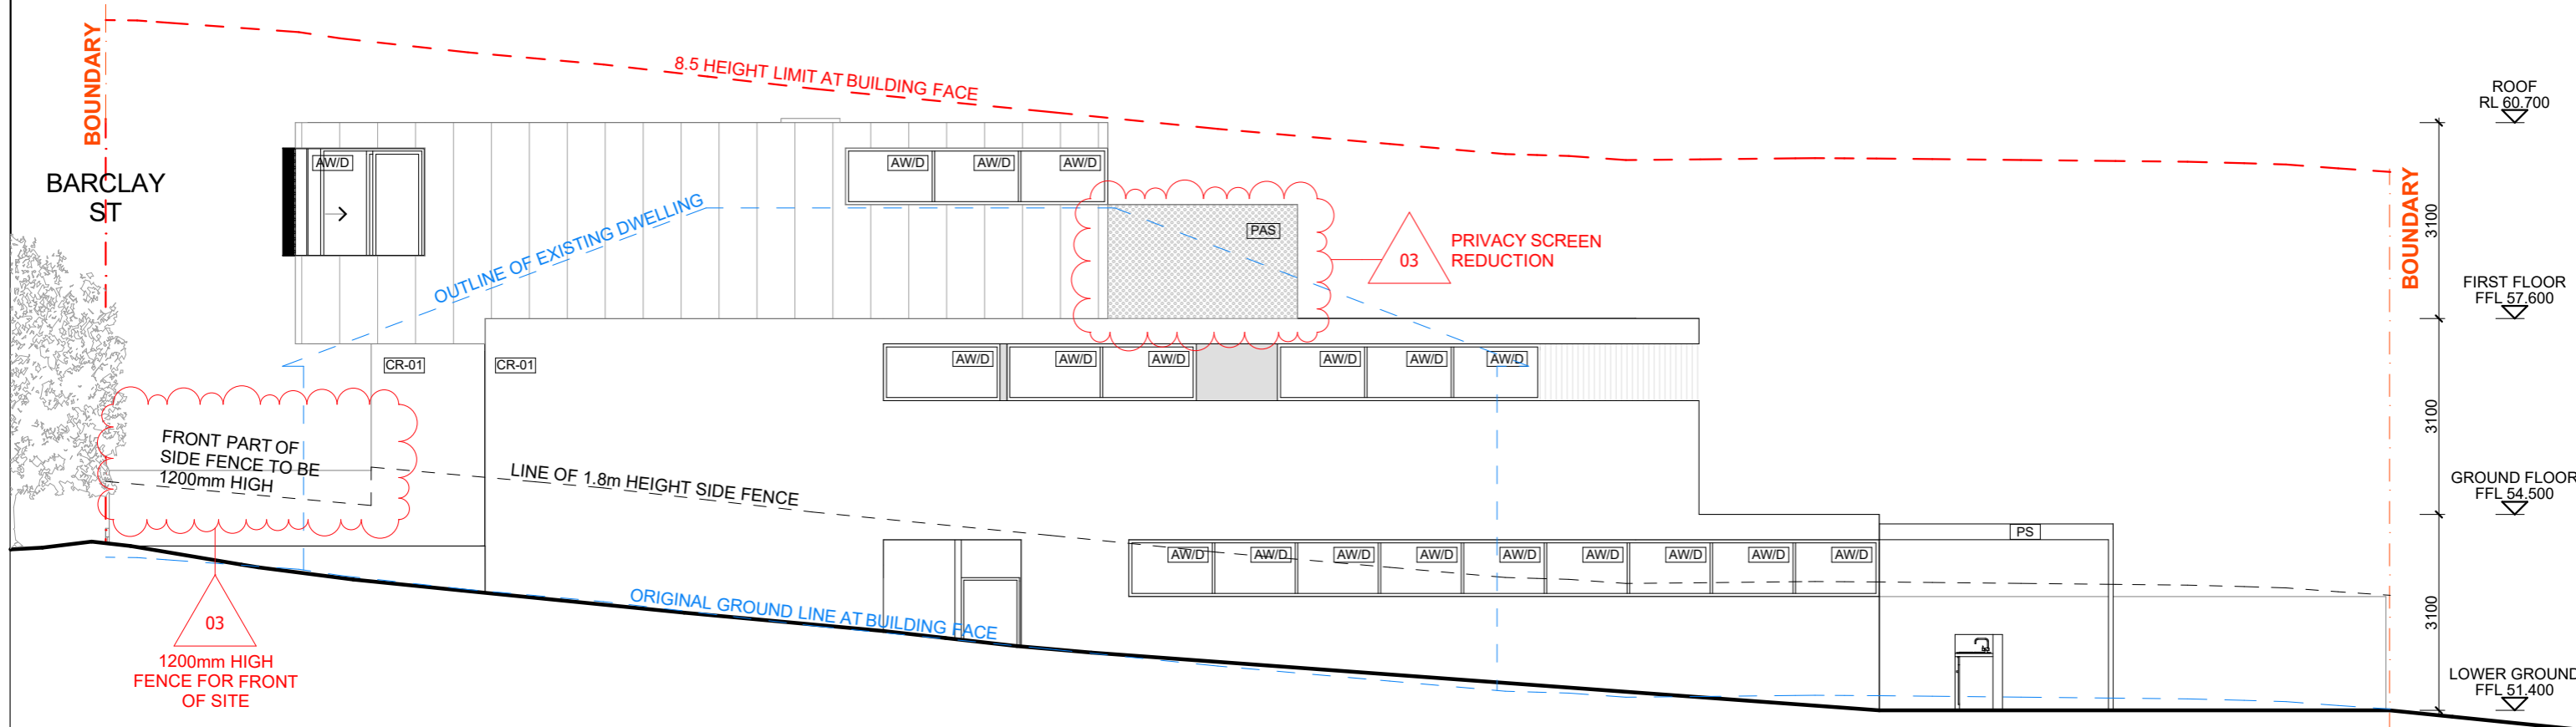 BOUNDARY
8.5 HEIGHT LIMIT AT BUILDING FACE
ROOF
RL 60.700
BARCLAY
ST
AW/D
AW/D
AW/D
AW/D
OUTLINE OF EXISTING DWELLING
PAS
03
PRIVACY SCREEN
REDUCTION
BOUNDARY
3100
FIRST FLOOR
FFL 57.600
CR-01
CR-01
AW/D
AW/D
AW/D
AW/D
AW/D
AW/D
3100
FRONT PART OF
SIDE FENCE TO BE
1200mm HIGH
LINE OF 1.8m HEIGHT SIDE FENCE
GROUND FLOOR
FFL 54.500
PS
AW/D
AW/D
AW/D
AW/D
AW/D
AW/D
AW/D
AW/D
AW/D
3100
ORIGINAL GROUND LINE AT BUILDING FACE
03
1200mm HIGH
FENCE FOR FRONT
OF SITE
LOWER GROUND
FFL 51.400